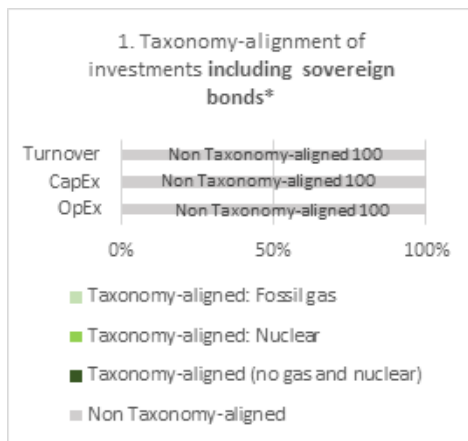 1. Taxonomy-alignment of
investments including sovereign
bonds*
Turnover
Non Taxonomy-aligned 100
CapEx
Non Taxonomy-aligned 100
OpEx
Non Taxonomy-aligned 100
0% 50% 100%
Taxonomy-aligned: Fossil gas
Taxonomy-aligned: Nuclear
Taxonomy-aligned (no gas and nuclear)
Non Taxonomy-aligned